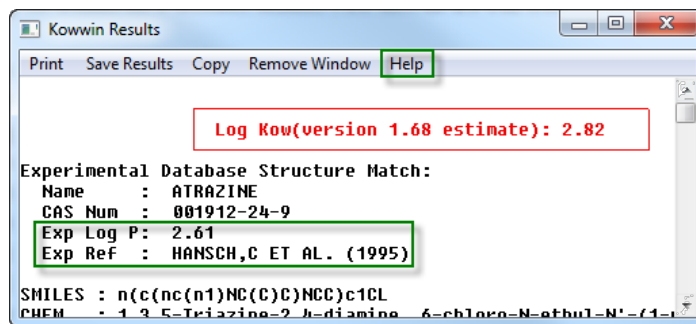 Kowwin Results
Print Save Results Copy Remove Window Help
Log Kow(version 1.68 estimate): 2.82
Experimental Database Structure Match:
Name : ATRAZINE
CAS Num : 001912-24-9
Exp Log P: 2.61
Exp Ref : HANSCH,C ET AL. (1995)
SMILES : n(c(nc(n1)NC(C)C)NCC)c1CL
CHEM : 1,3,5-Triazine-2,4-diamine, 6-chloro-N-ethyl-N'-(1-